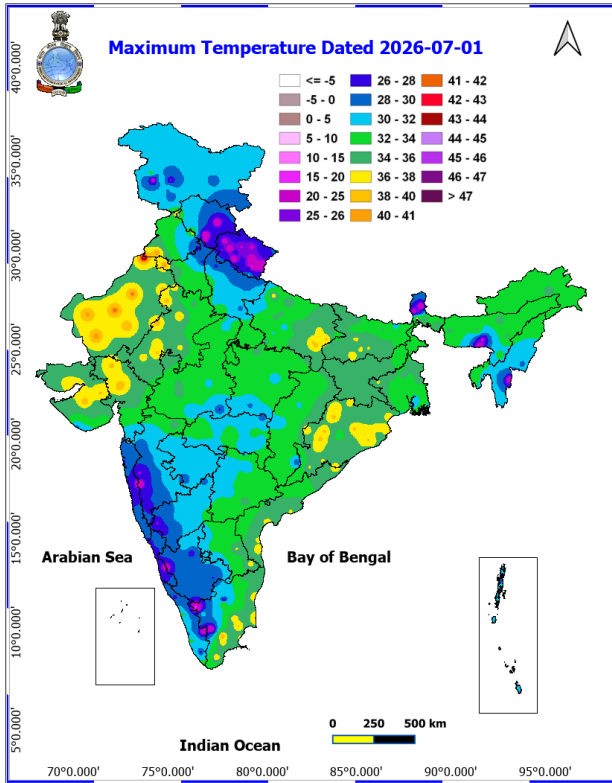 Maximum Temperature Dated 2026-07-01
<= -5
-5 - 0
0 - 5
5 - 10
10 - 15
15 - 20
20 - 25
25 - 26
26 - 28
28 - 30
30 - 32
32 - 34
34 - 36
36 - 38
38 - 40
40 - 41
41 - 42
42 - 43
43 - 44
44 - 45
45 - 46
46 - 47
> 47
40°0.000'
35°0.000'
30°0.000'
25°0.000'
20°0.000'
15°0.000'
10°0.000'
5°0.000'
Arabian Sea
Bay of Bengal
Indian Ocean
0 250 500 km
70°0.000' 75°0.000' 80°0.000' 85°0.000' 90°0.000' 95°0.000'